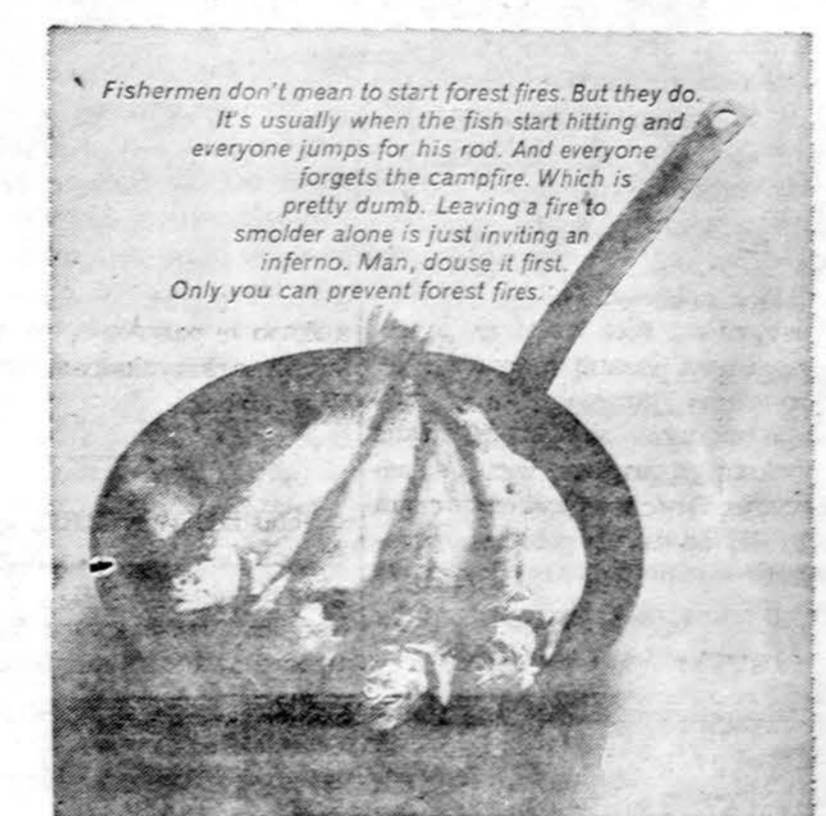 Fishermen don't mean to start forest fires. But they do.
It's usually when the fish start hitting and
everyone jumps for his rod. And everyone
forgets the campfire. Which is
pretty dumb. Leaving a fire to
smolder alone is just inviting an
inferno. Man, douse it first.
Only you can prevent forest fires.